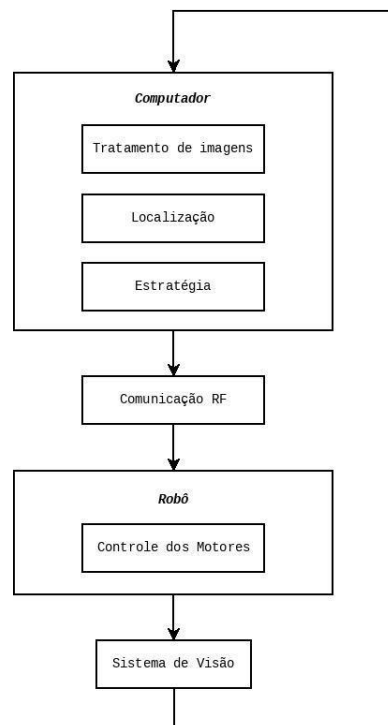 Computador
Tratamento de imagens
Localização
Estratégia
Comunicação RF
Robô
Controle dos Motores
Sistema de Visão